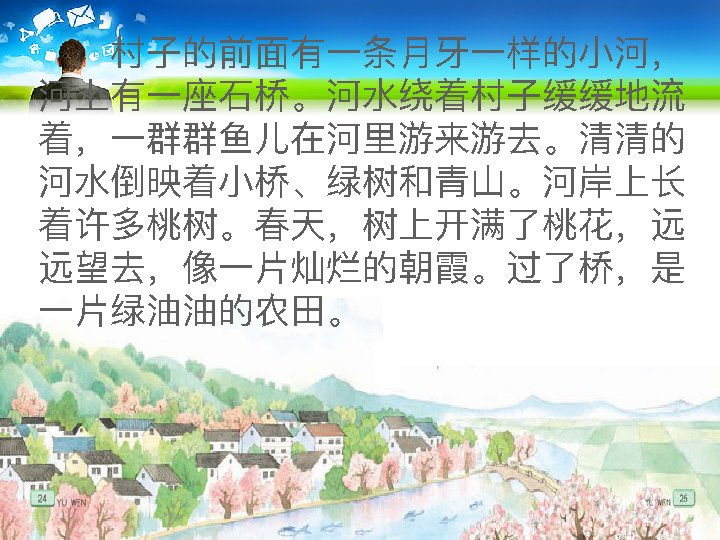 村子的前面有一条月牙一样的小河，
河上有一座石桥。河水绕着村子缓缓地流
着，一群群鱼儿在河里游来游去。清清的
河水倒映着小桥、绿树和青山。河岸上长
着许多桃树。春天，树上开满了桃花，远
远望去，像一片灿烂的朝霞。过了桥，是
一片绿油油的农田。
24 YU WEN
YU WEN 25